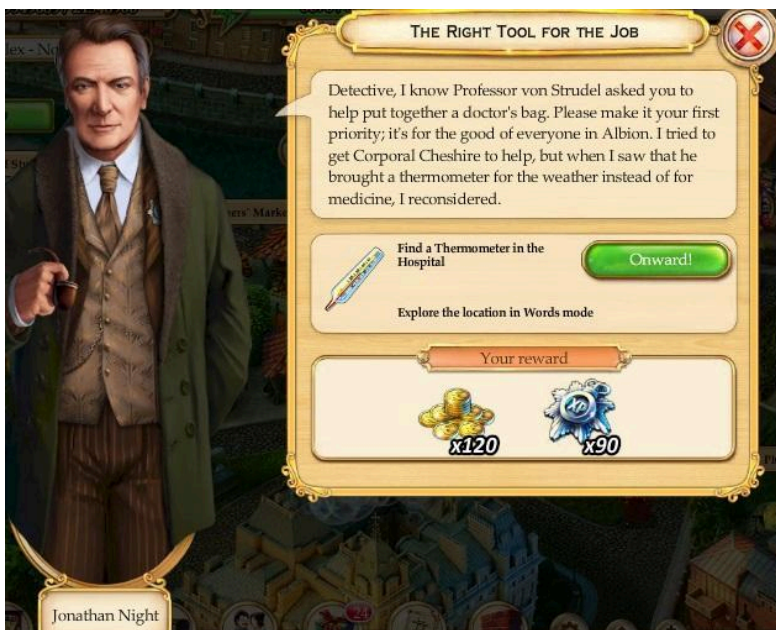 THE RIGHT TOOL FOR THE JOB
Detective, I know Professor von Strudel asked you to
help put together a doctor's bag. Please make it your first
priority; it's for the good of everyone in Albion. I tried to
get Corporal Cheshire to help, but when I saw that he
brought a thermometer for the weather instead of for
medicine, I reconsidered.
Find a Thermometer in the
Hospital
Onward!
Explore the location in Words mode
Your reward
XP
x120
x90
24
Jonathan Night